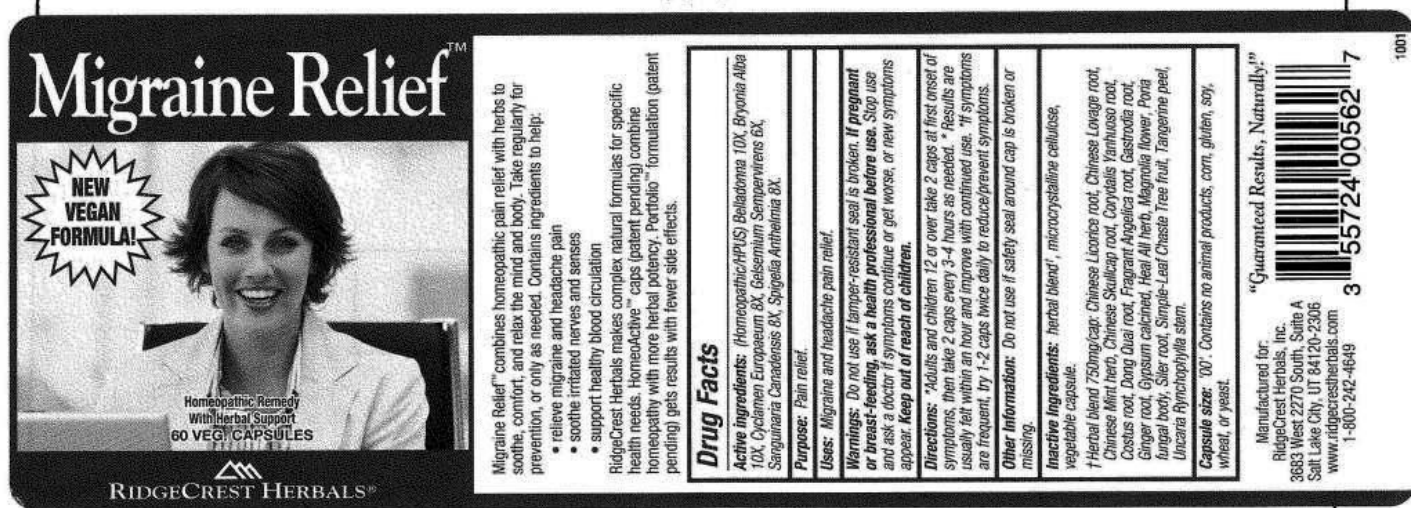 Migraine Relief™
NEW
VEGAN
FORMULA!
Homeopathic Remedy
With Herbal Support
60 VEG. CAPSULES
RIDGECREST HERBALS®
Migraine Relief™ combines homeopathic pain relief with herbs to
soothe, comfort, and relax the mind and body. Take regularly for
prevention, or only as needed. Contains ingredients to help:
• relieve migraine and headache pain
• soothe irritated nerves and senses
• support healthy blood circulation
RidgeCrest Herbals makes complex natural formulas for specific
health needs. HomeoActive™ caps (patent pending) combine
homeopathy with more herbal potency. Portfolio™ formulation (patent
pending) gets results with fewer side effects.
Drug Facts
Active ingredients: (Homeopathic/HPUS) Belladonna 10X, Bryonia Alba
10X, Cyclamen Europaeum 8X, Gelsemium Sempervirens 6X,
Sanguinaria Canadensis 8X, Spigelia Anthelmia 8X.
Purpose: Pain relief.
Uses: Migraine and headache pain relief.
Warnings: Do not use if tamper-resistant seal is broken. If pregnant
or breast-feeding, ask a health professional before use. Stop use
and ask a doctor if symptoms continue or get worse, or new symptoms
appear. Keep out of reach of children.
Directions: *Adults and children 12 or over take 2 caps at first onset of
symptoms, then take 2 caps every 3-4 hours as needed. * Results are
usually felt within an hour and improve with continued use. *If symptoms
are frequent, try 1-2 caps twice daily to reduce/prevent symptoms.
Other Information: Do not use if safety seal around cap is broken or
missing.
Inactive Ingredients: herbal blend†, microcrystalline cellulose,
vegetable capsule.
† Herbal blend 750mg/cap: Chinese Licorice root, Chinese Lovage root,
Chinese Mint herb, Chinese Skullcap root, Corydalis Yanhusuo root,
Costus root, Dong Quai root, Fragrant Angelica root, Gastrodia root,
Ginger root, Gypsum calcined, Heal All herb, Magnolia flower, Poria
fungal body, Siler root, Simple-Leaf Chaste Tree fruit, Tangerine peel,
Uncaria Rynchophylla stem.
Capsule size: '00'. Contains no animal products, corn, gluten, soy,
wheat, or yeast.
Manufactured for:
RidgeCrest Herbals, Inc.
3683 West 2270 South, Suite A
Salt Lake City, UT 84120-2306
www.ridgecrestherbals.com
1-800-242-4649
"Guaranteed Results, Naturally!"
3 55724 00562 7
1001